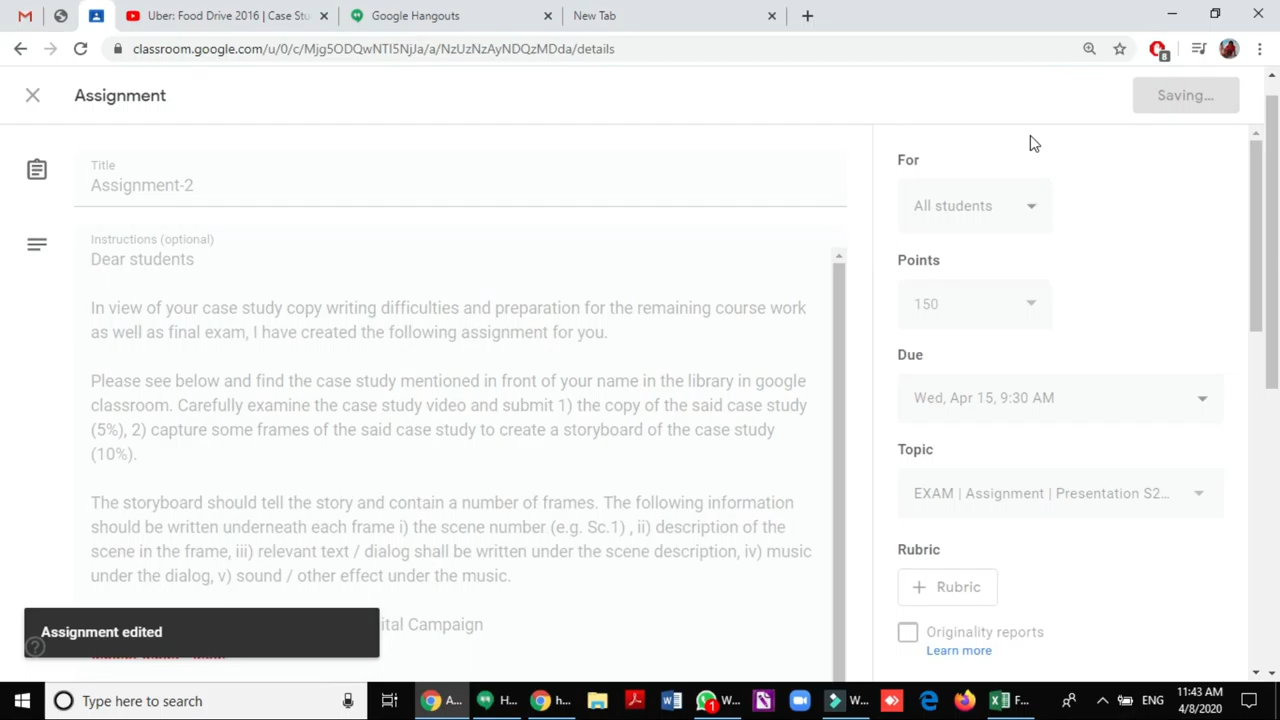 Uber: Food Drive 2016 | Case Stu
Google Hangouts
New Tab
classroom.google.com/u/0/c/Mjg5ODQwNTI5NjJa/a/NzUzNzAyNDQzMDda/details
8
Assignment
Saving...
Title
Assignment-2
Instructions (optional)
Dear students
In view of your case study copy writing difficulties and preparation for the remaining course work
as well as final exam, I have created the following assignment for you.
Please see below and find the case study mentioned in front of your name in the library in google
classroom. Carefully examine the case study video and submit 1) the copy of the said case study
(5%), 2) capture some frames of the said case study to create a storyboard of the case study
(10%).
The storyboard should tell the story and contain a number of frames. The following information
should be written underneath each frame i) the scene number (e.g. Sc.1) , ii) description of the
scene in the frame, iii) relevant text / dialog shall be written under the scene description, iv) music
under the dialog, v) sound / other effect under the music.
ital Campaign
Assignment edited
For
All students
Points
150
Due
Wed, Apr 15, 9:30 AM
Topic
EXAM | Assignment | Presentation S2...
Rubric
+ Rubric
Originality reports
Learn more
Type here to search
A...
H...
h...
W...
1
W...
F...
ENG
11:43 AM
4/8/2020